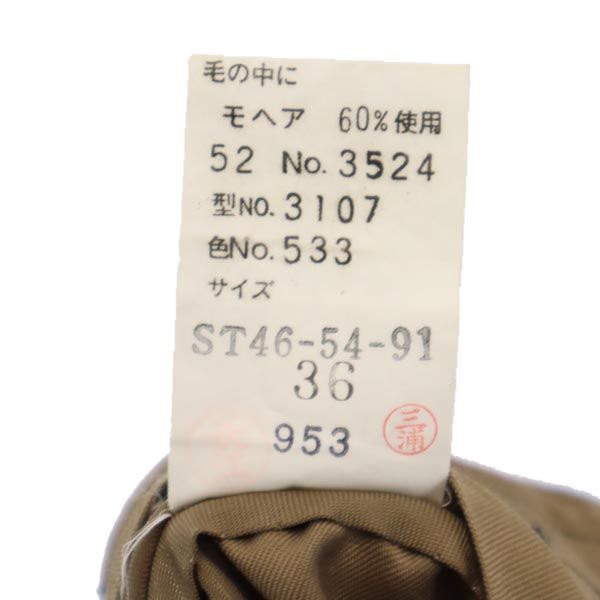 毛の中に
モヘア 60%使用
52 No.3524
型NO.3107
色No.533
サイズ
ST46-54-91
36
953
三浦